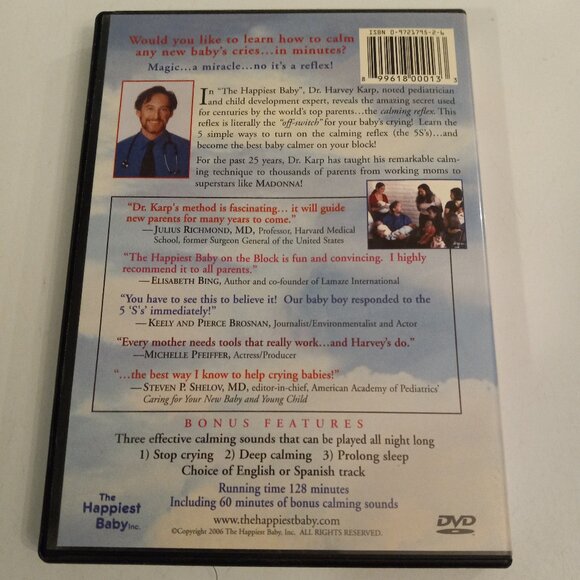 Would you like to learn how to calm
any new baby's cries...in minutes?
Magic...a miracle...no it's a reflex!
ISBN 0-9721793-2-6
8 99618 00013 3
In "The Happiest Baby", Dr. Harvey Karp, noted pediatrician
and child development expert, reveals the amazing secret used
for centuries by the world's top parents...the calming reflex. This
reflex is literally the "off-switch" for your baby's crying! Learn the
5 simple ways to turn on the calming reflex (the 5S's)...and
become the best baby calmer on your block!
For the past 25 years, Dr. Karp has taught his remarkable calm-
ing technique to thousands of parents from working moms to
superstars like MADONNA!
"Dr. Karp's method is fascinating... it will guide
new parents for many years to come."
—JULIUS RICHMOND, MD, Professor, Harvard Medical
School, former Surgeon General of the United States
"The Happiest Baby on the Block is fun and convincing. I highly
recommend it to all parents."
—ELISABETH BING, Author and co-founder of Lamaze International
"You have to see this to believe it! Our baby boy responded to the
5 'S's' immediately!"
—KEELY AND PIERCE BROSNAN, Journalist/Environmentalist and Actor
"Every mother needs tools that really work...and Harvey's do."
—MICHELLE PFEIFFER, Actress/Producer
"...the best way I know to help crying babies!"
—STEVEN P. SHELOV, MD, editor-in-chief, American Academy of Pediatrics'
Caring for Your New Baby and Young Child
BONUS FEATURES
Three effective calming sounds that can be played all night long
1) Stop crying 2) Deep calming 3) Prolong sleep
Choice of English or Spanish track
Running time 128 minutes
Including 60 minutes of bonus calming sounds
The
Happiest
Baby Inc.
www.thehappiestbaby.com
©Copyright 2006 The Happiest Baby, Inc. ALL RIGHTS RESERVED.
DVD